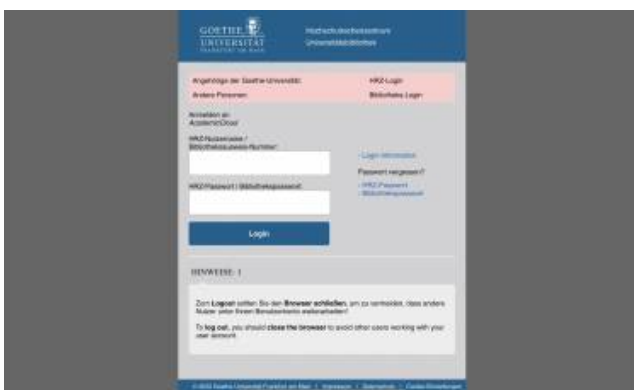 GOETHE
UNIVERSITÄT
FRANKFURT AM MAIN
Hochschulrechenzentrum
Universitätsbibliothek
Angehörige der Goethe-Universität: HRZ-Login
Andere Personen: Bibliotheks-Login
Anmelden an
AcademicCloud
HRZ-Nutzername /
Bibliotheksausweis-Nummer:
› Login-Information
Passwort vergessen?
HRZ-Passwort / Bibliothekspasswort:
› HRZ-Passwort
› Bibliothekspasswort
Login
HINWEISE:
Zum Logout sollten Sie den Browser schließen, um zu vermeiden, dass andere
Nutzer unter Ihrem Benutzerkonto weiterarbeiten!
To log out, you should close the browser to avoid other users working with your
user account.
Goethe-Universität Frankfurt am Main | Impressum | Datenschutz | Cookie-Einstellungen